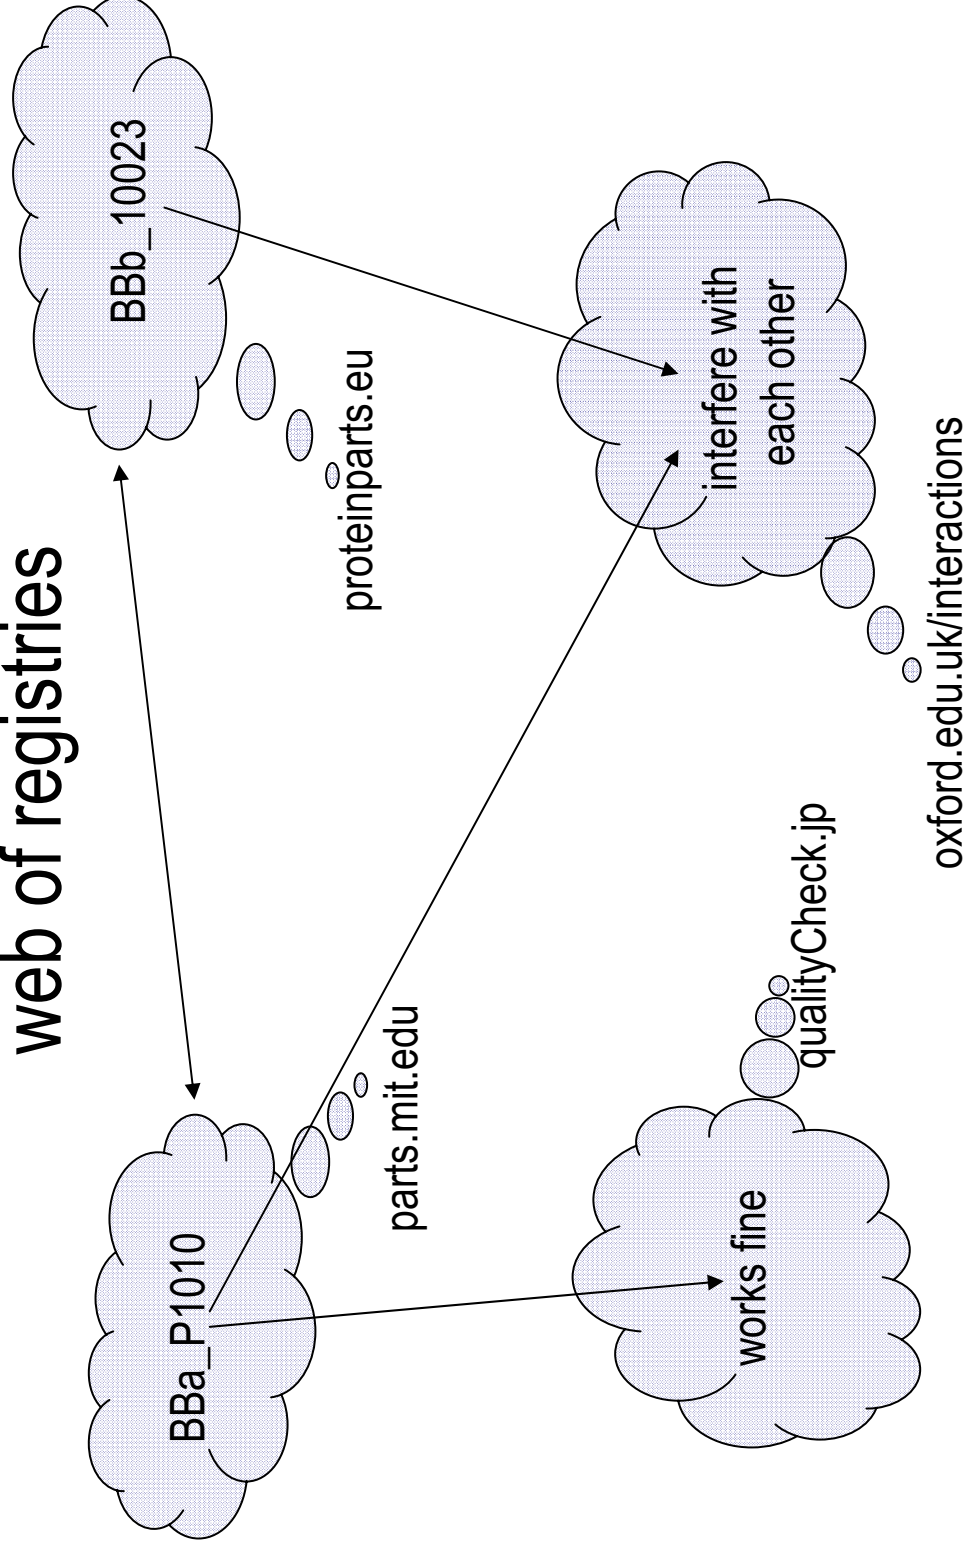 web of registries
BBa_P1010
BBb_10023
parts.mit.edu
proteinparts.eu
works fine
interfere with
each other
qualityCheck.jp
oxford.edu.uk/interactions